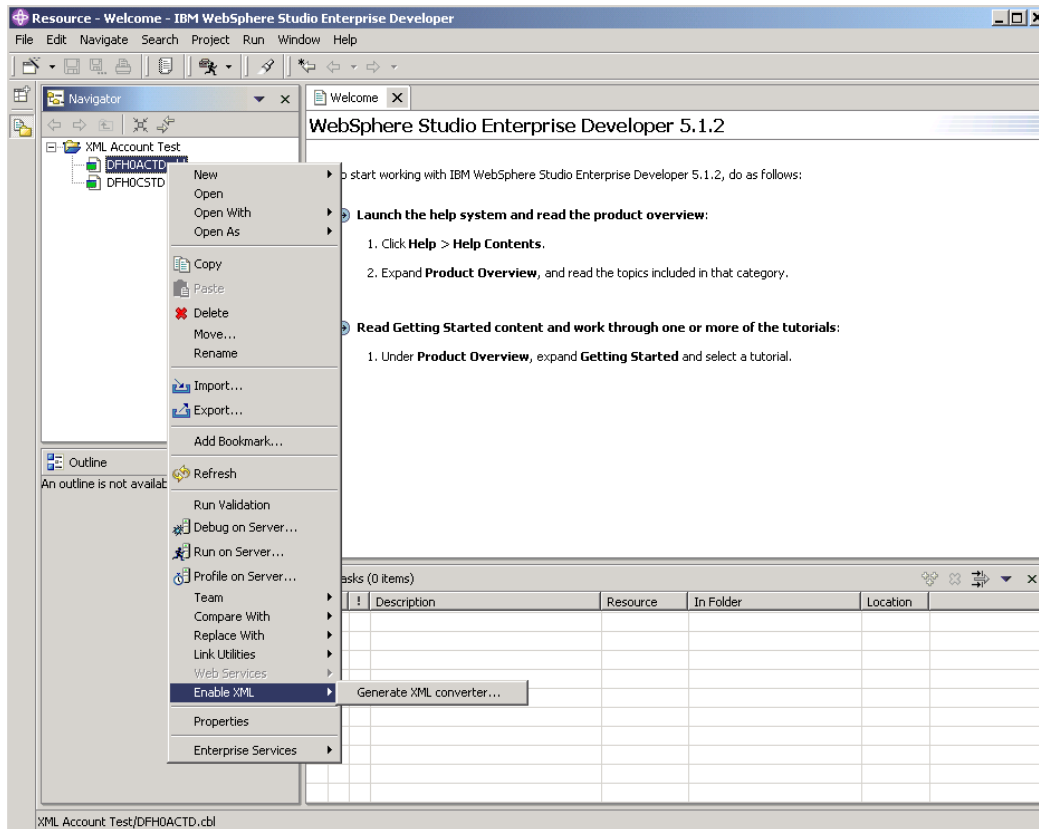 Resource - Welcome - IBM WebSphere Studio Enterprise Developer
File Edit Navigate Search Project Run Window Help
Navigator
XML Account Test
DFH0ACTD
DFH0CSTD
Welcome
WebSphere Studio Enterprise Developer 5.1.2
start working with IBM WebSphere Studio Enterprise Developer 5.1.2, do as follows:
Launch the help system and read the product overview:
1. Click Help > Help Contents.
2. Expand Product Overview, and read the topics included in that category.
Read Getting Started content and work through one or more of the tutorials:
1. Under Product Overview, expand Getting Started and select a tutorial.
New
Open
Open With
Open As
Copy
Paste
Delete
Move...
Rename
Import...
Export...
Add Bookmark...
Refresh
Run Validation
Debug on Server...
Run on Server...
Profile on Server...
Team
Compare With
Replace With
Link Utilities
Web Services
Enable XML
Generate XML converter...
Properties
Enterprise Services
Outline
An outline is not availab
asks (0 items)
! Description Resource In Folder Location
XML Account Test/DFH0ACTD.cbl